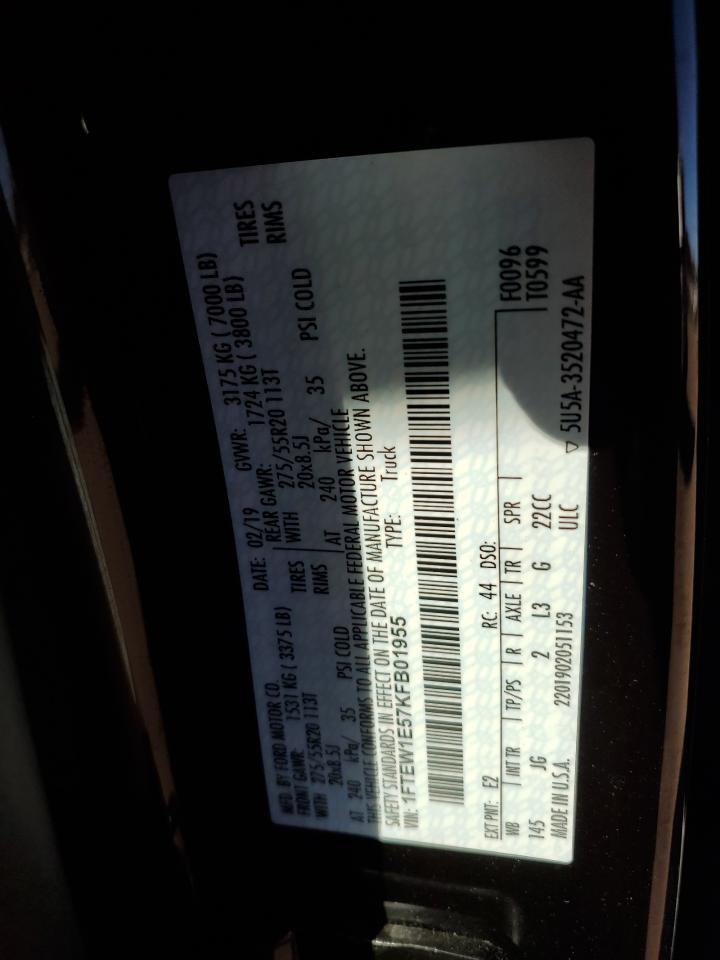 MFD. BY FORD MOTOR CO. DATE: 02/19 GVWR: 3175 KG ( 7000 LB)
FRONT GAWR: 1531 KG ( 3375 LB) REAR GAWR: 1724 KG ( 3800 LB)
WITH 275/55R20 113T TIRES WITH 275/55R20 113T TIRES
20x8.5J RIMS 20x8.5J RIMS
AT 240 kPa/ 35 PSI COLD AT 240 kPa/ 35 PSI COLD
THIS VEHICLE CONFORMS TO ALL APPLICABLE FEDERAL MOTOR VEHICLE
SAFETY STANDARDS IN EFFECT ON THE DATE OF MANUFACTURE SHOWN ABOVE.
VIN: 1FTEW1E57KFB01955 TYPE: Truck
EXT PNT: E2 RC: 44 DSO: F0096
WB INT TR TP/PS R AXLE TR SPR T0599
145 JG 2 L3 G 22CC
ULC
MADE IN U.S.A. 2201902051153 ▽ 5U5A-3520472-AA